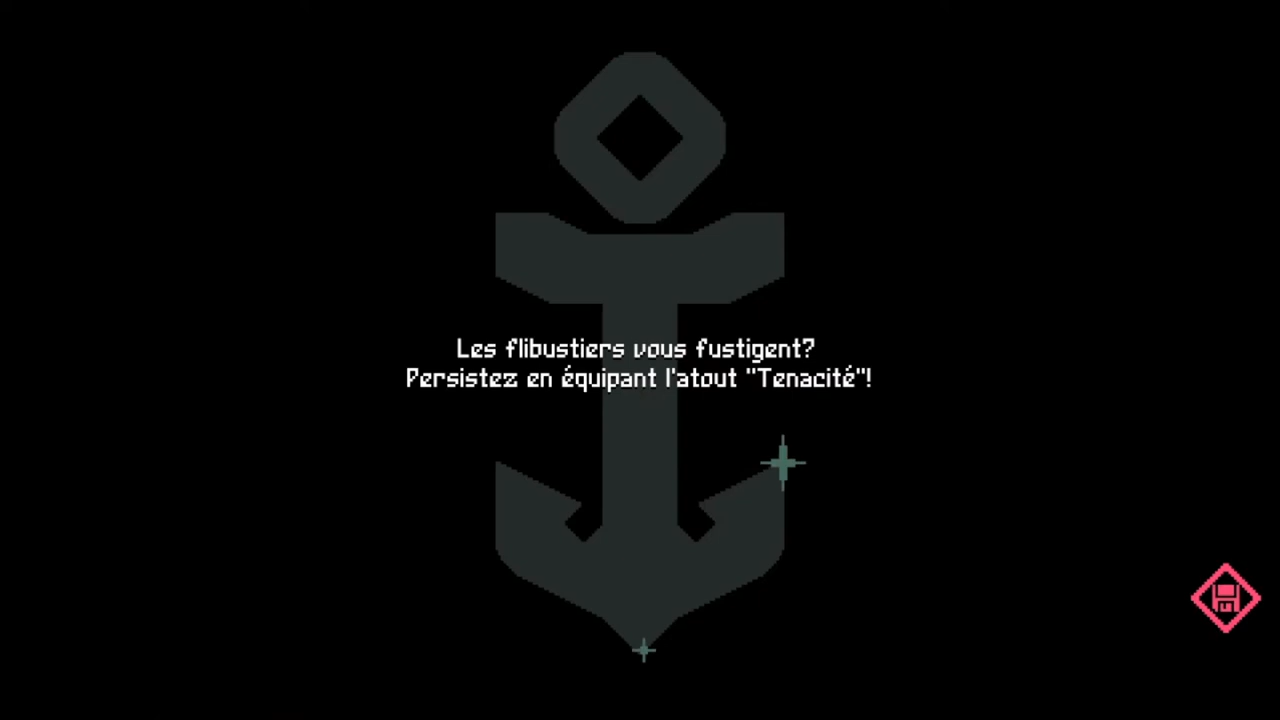 Les flibustiers vous fustigent?
Persistez en équipant l'atout "Tenacité"!